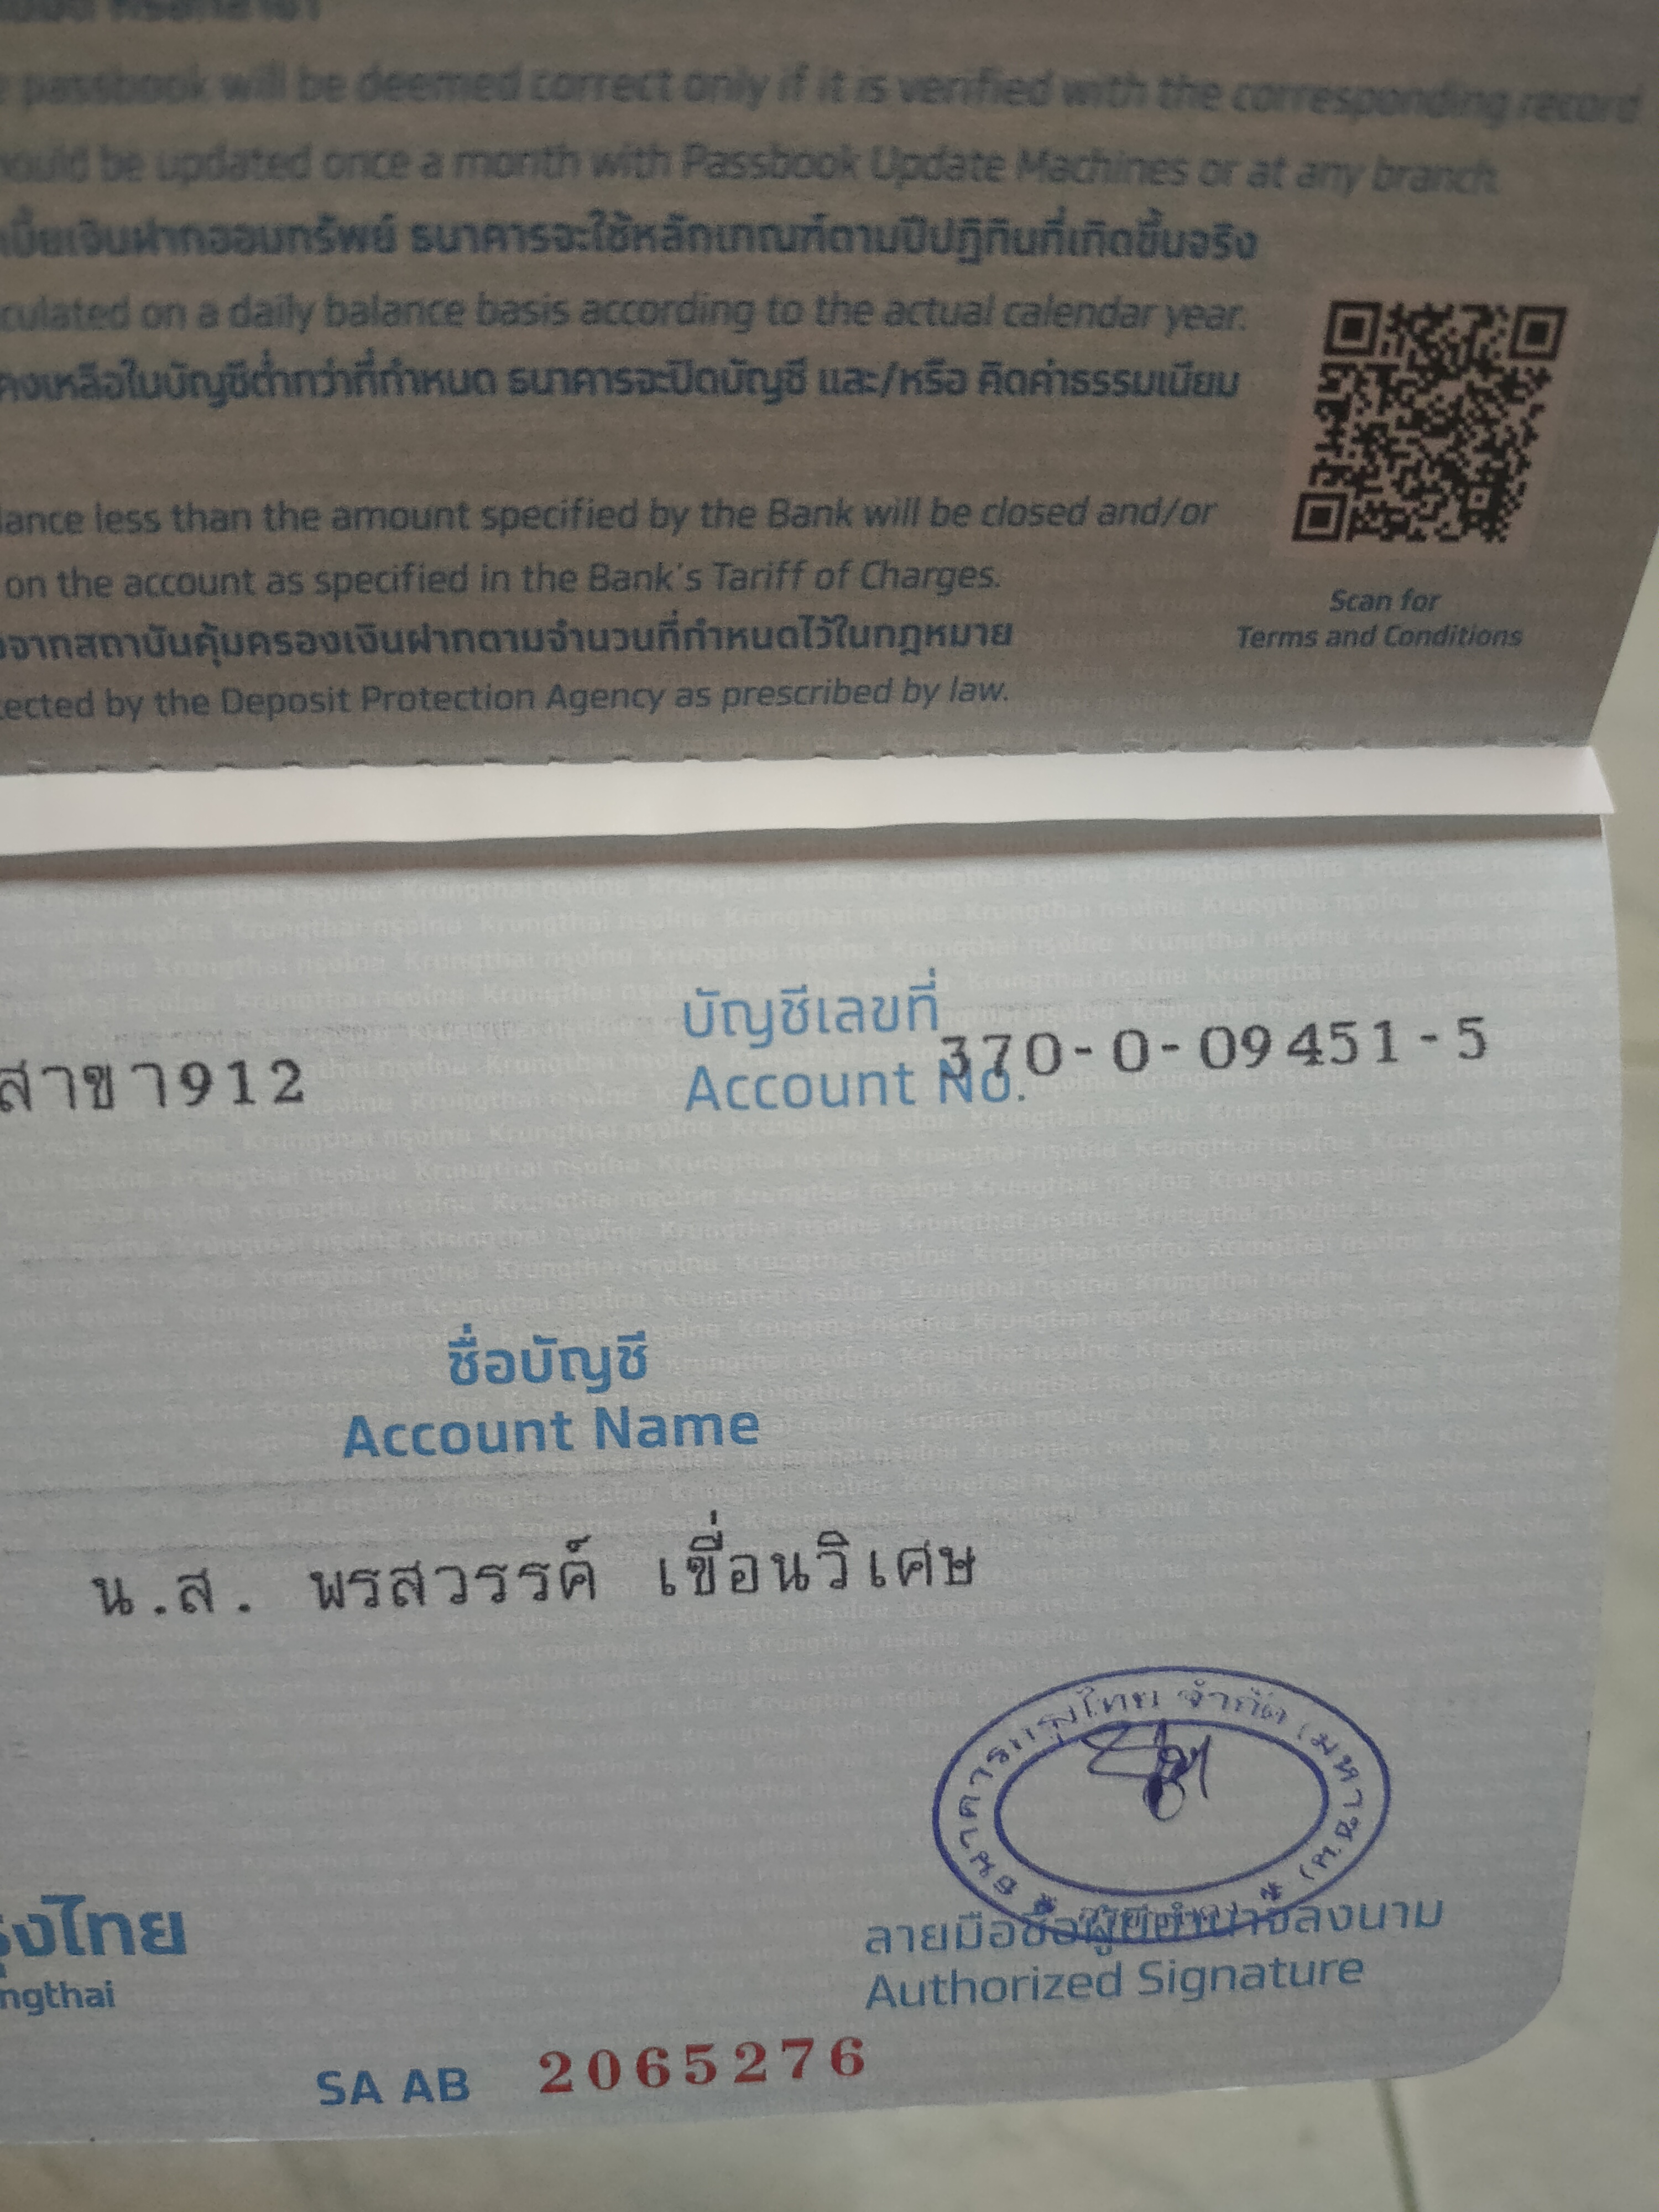 passbook will be deemed correct only if it is verified with the corresponding record
ould be updated once a month with Passbook Update Machines or at any branch
เบี้ยเงินฝากออมทรัพย์ ธนาคารจะใช้หลักเกณฑ์ตามปีปฏิทินที่เกิดขึ้นจริง
culated on a daily balance basis according to the actual calendar year.
คงเหลือในบัญชีต่ำกว่าที่กำหนด ธนาคารจะปิดบัญชี และ/หรือ คิดค่าธรรมเนียม
lance less than the amount specified by the Bank will be closed and/or
on the account as specified in the Bank's Tariff of Charges.
จากสถาบันคุ้มครองเงินฝากตามจำนวนที่กำหนดไว้ในกฎหมาย
tected by the Deposit Protection Agency as prescribed by law.
Scan for
Terms and Conditions
บัญชีเลขที่
Account No.
370-0-09451-5
สาขา912
ชื่อบัญชี
Account Name
น.ส. พรสวรรค์ เขื่อนวิเศษ
ธนาคารกรุงไทย จำกัด (มหาชน)
ลายมือชื่อผู้มีอำนาจลงนาม
Authorized Signature
รุงไทย
ngthai
SA AB 2065276